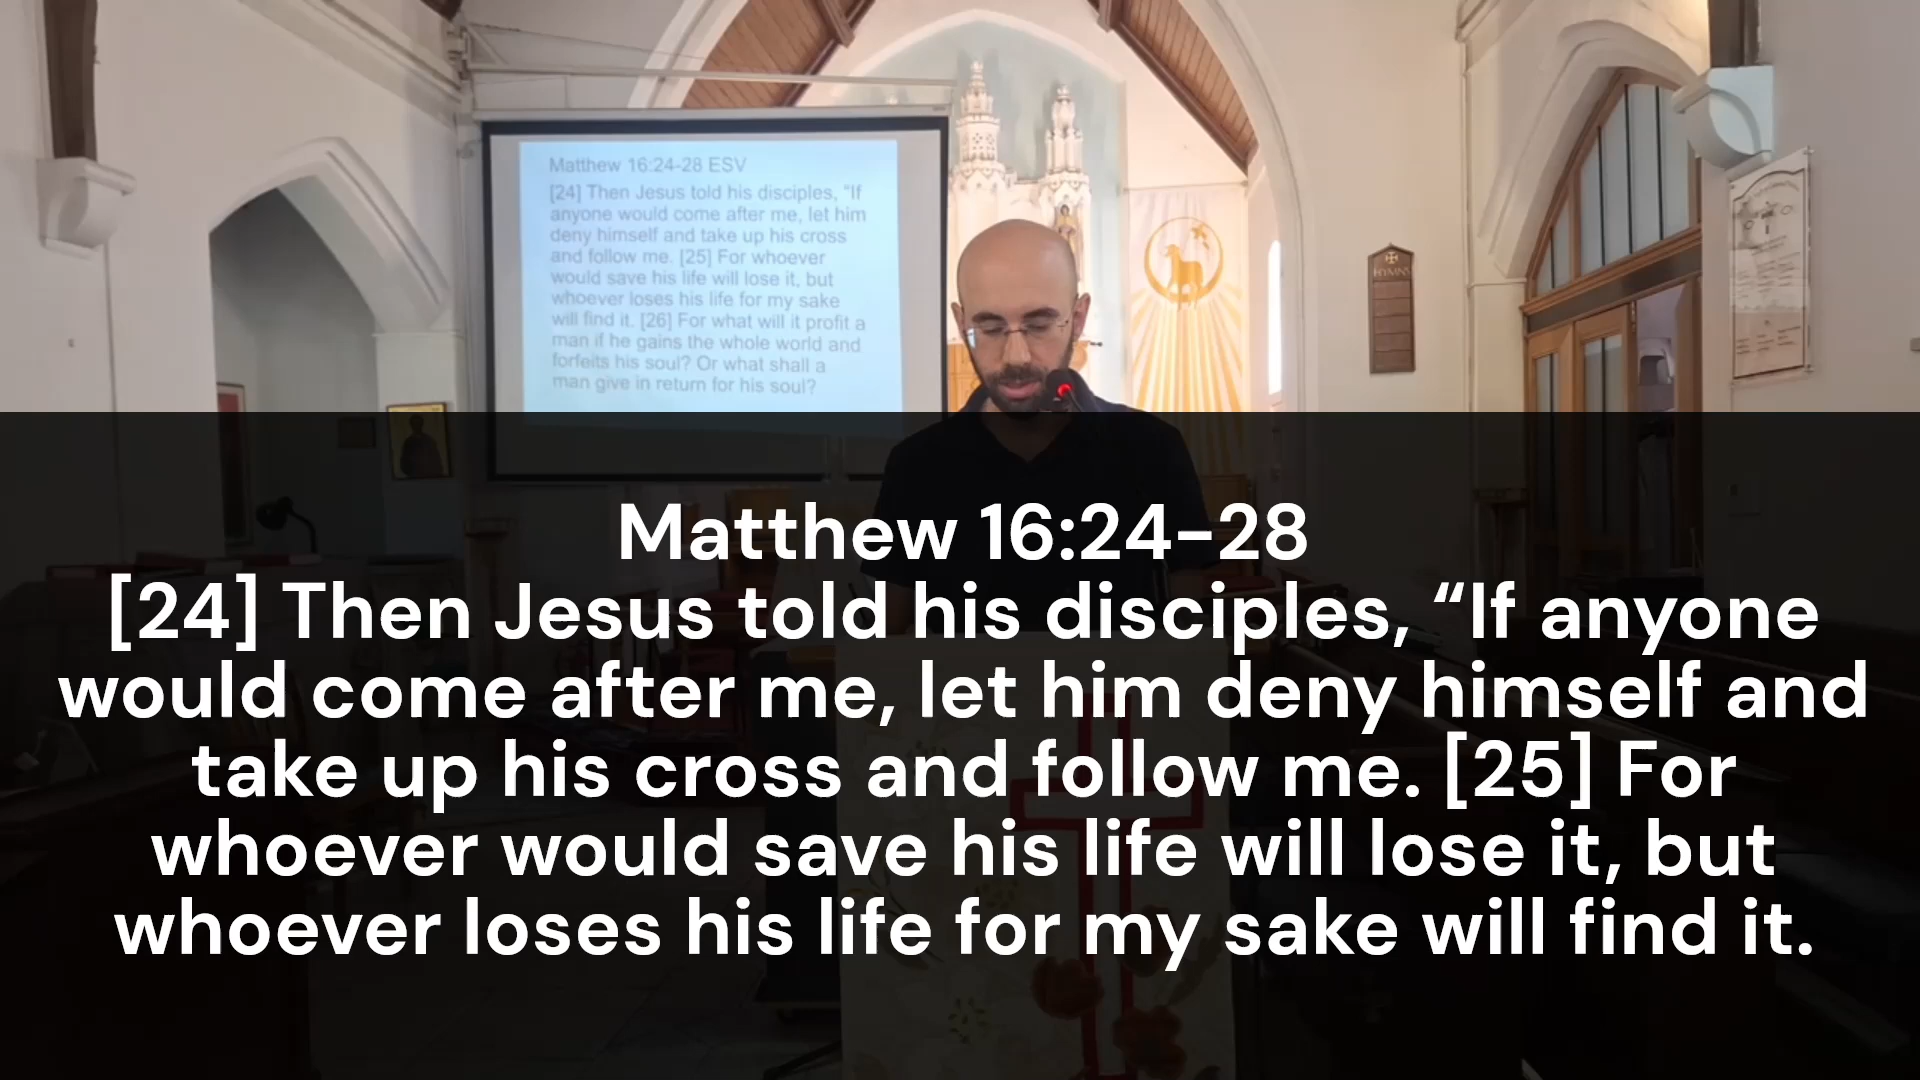 Matthew 16:24-28 ESV
[24] Then Jesus told his disciples, "If
anyone would come after me, let him
deny himself and take up his cross
and follow me. [25] For whoever
would save his life will lose it, but
whoever loses his life for my sake
will find it. [26] For what will it profit a
man if he gains the whole world and
forfeits his soul? Or what shall a
man give in return for his soul?
HYMNS
Matthew 16:24-28
[24] Then Jesus told his disciples, “If anyone
would come after me, let him deny himself and
take up his cross and follow me. [25] For
whoever would save his life will lose it, but
whoever loses his life for my sake will find it.